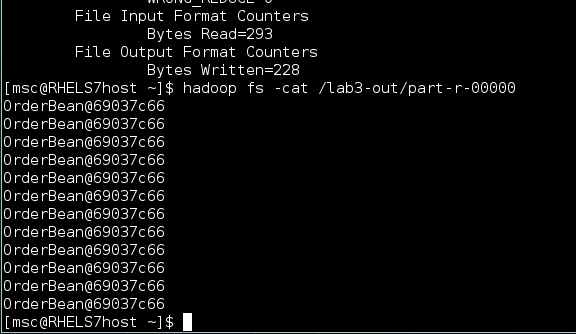 WRONG_REDUCE=0
File Input Format Counters
Bytes Read=293
File Output Format Counters
Bytes Written=228
[msc@RHELS7host ~]$ hadoop fs -cat /lab3-out/part-r-00000
OrderBean@69037c66
OrderBean@69037c66
OrderBean@69037c66
OrderBean@69037c66
OrderBean@69037c66
OrderBean@69037c66
OrderBean@69037c66
OrderBean@69037c66
OrderBean@69037c66
OrderBean@69037c66
OrderBean@69037c66
OrderBean@69037c66
[msc@RHELS7host ~]$